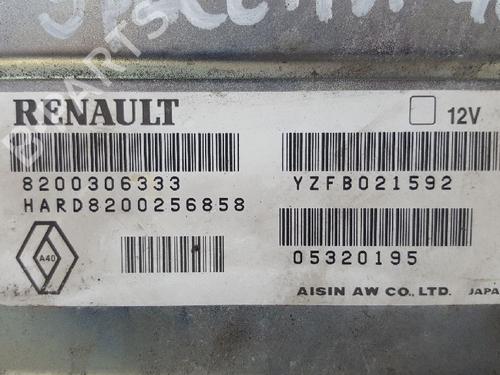 RENAULT
12V
8200306333
YZFB021592
HARD8200256858
05320195
A40
AISIN AW CO., LTD. JAPA